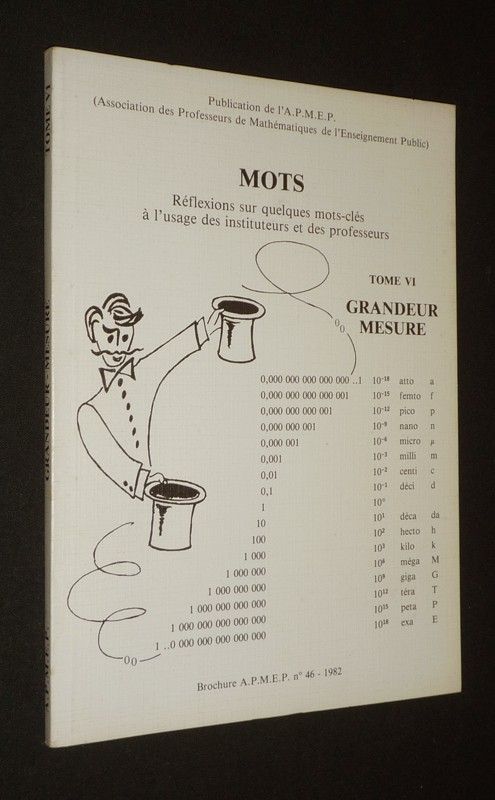 Publication de l'A.P.M.E.P.
(Association des Professeurs de Mathématiques de l'Enseignement Public)
MOTS
Réflexions sur quelques mots-clés
à l'usage des instituteurs et des professeurs
TOME VI
GRANDEUR
MESURE
0,000 000 000 000 000 ..1 10⁻¹⁸ atto a
0,000 000 000 000 001 10⁻¹⁵ femto f
0,000 000 000 001 10⁻¹² pico p
0,000 000 001 10⁻⁹ nano n
0,000 001 10⁻⁶ micro µ
0,001 10⁻³ milli m
0,01 10⁻² centi c
0,1 10⁻¹ déci d
1 10°
10 10¹ déca da
100 10² hecto h
1 000 10³ kilo k
1 000 000 10⁶ méga M
1 000 000 000 10⁹ giga G
1 000 000 000 000 10¹² téra T
1 000 000 000 000 000 10¹⁵ peta P
1 ..0 000 000 000 000 000 10¹⁸ exa E
Brochure A.P.M.E.P. n° 46 - 1982
TOME VI
GRANDEUR - MESURE